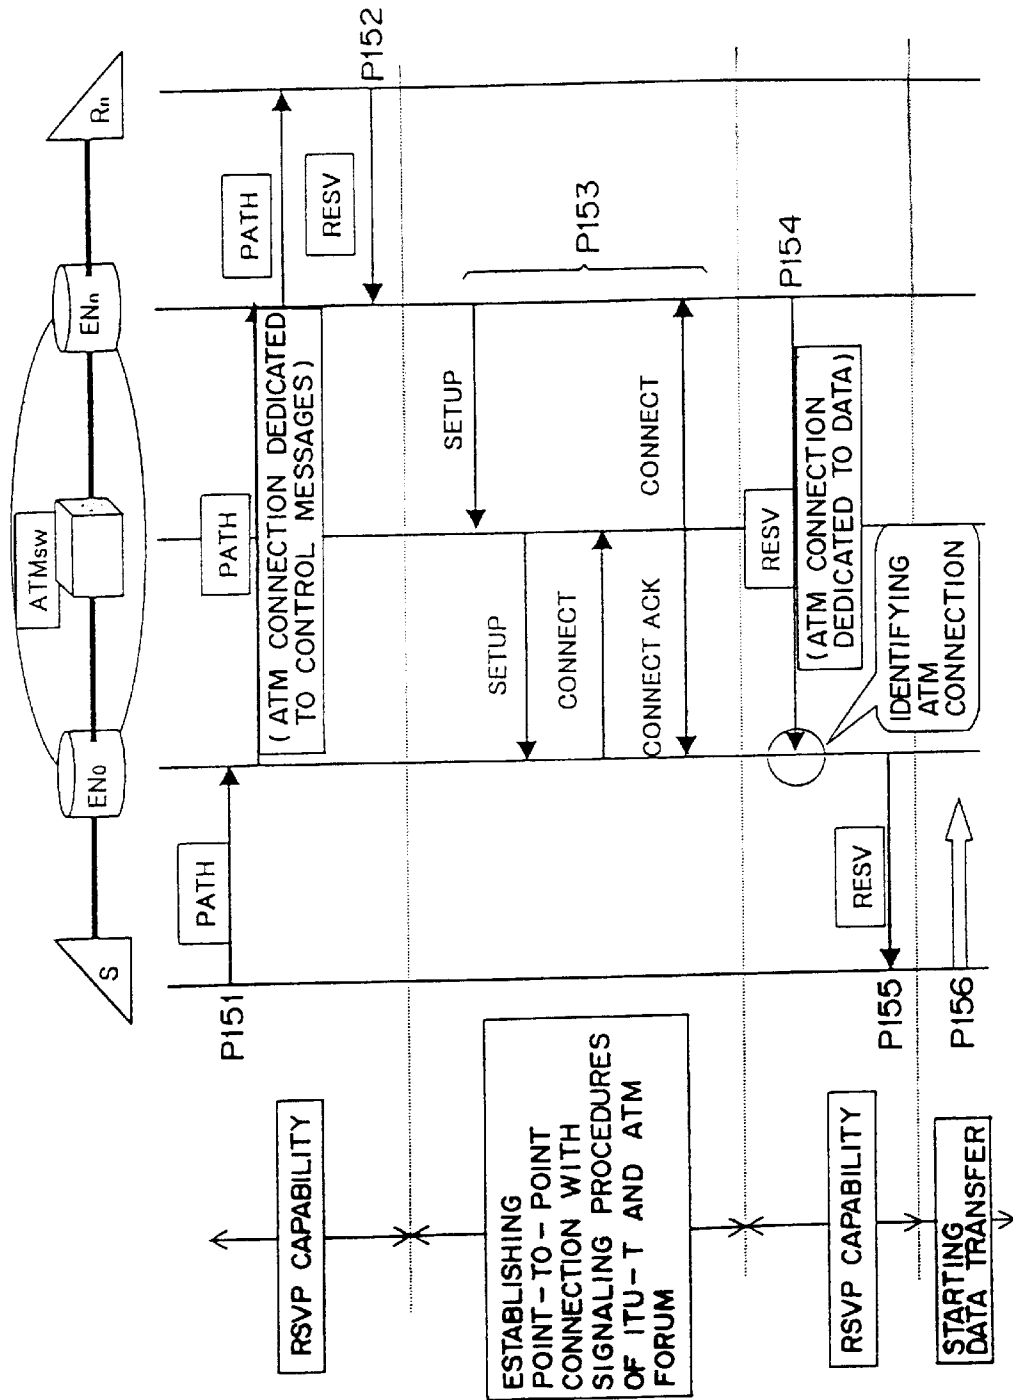 S
EN0
ATMsw
ENn
Rn
P151
PATH
PATH
(ATM CONNECTION DEDICATED
TO CONTROL MESSAGES)
PATH
RESV
P152
RSVP CAPABILITY
ESTABLISHING
POINT-TO-POINT
CONNECTION WITH
SIGNALING PROCEDURES
OF ITU-T AND ATM
FORUM
SETUP
SETUP
CONNECT
CONNECT ACK
CONNECT
P153
RSVP CAPABILITY
RESV
(ATM CONNECTION
DEDICATED TO DATA)
P154
IDENTIFYING
ATM
CONNECTION
RESV
P155
STARTING
DATA TRANSFER
P156